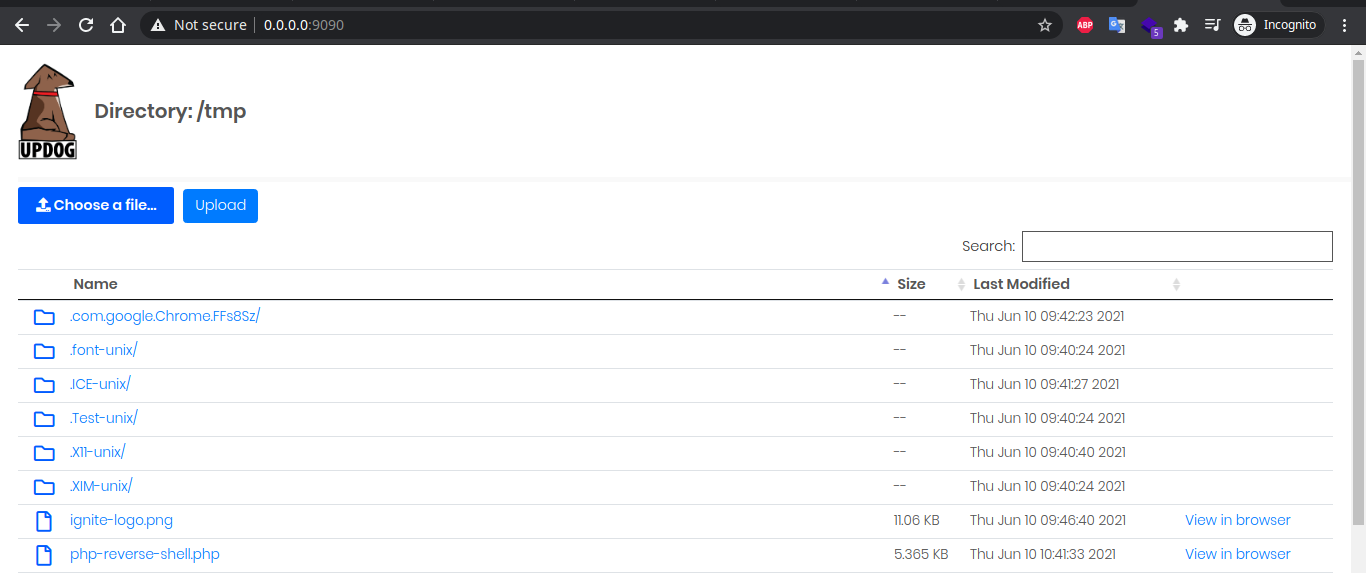 Not secure 0.0.0.0:9090 ABP G 5 Incognito
UPDOG
Directory: /tmp
Choose a file... Upload
Search:
Name Size Last Modified
.com.google.Chrome.FFs8Sz/ -- Thu Jun 10 09:42:23 2021
.font-unix/ -- Thu Jun 10 09:40:24 2021
.ICE-unix/ -- Thu Jun 10 09:41:27 2021
.Test-unix/ -- Thu Jun 10 09:40:24 2021
.X11-unix/ -- Thu Jun 10 09:40:40 2021
.XIM-unix/ -- Thu Jun 10 09:40:24 2021
ignite-logo.png 11.06 KB Thu Jun 10 09:46:40 2021 View in browser
php-reverse-shell.php 5.365 KB Thu Jun 10 10:41:33 2021 View in browser